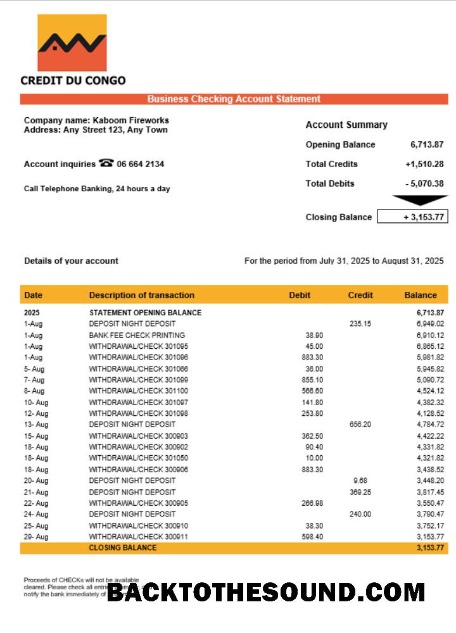 CREDIT DU CONGO
Business Checking Account Statement
Company name: Kaboom Fireworks
Address: Any Street 123, Any Town
Account inquiries ☎ 06 664 2134
Call Telephone Banking, 24 hours a day
Account Summary
Opening Balance 6,713.87
Total Credits +1,510.28
Total Debits - 5,070.38
Closing Balance + 3,153.77
Details of your account For the period from July 31, 2025 to August 31, 2025
Date Description of transaction Debit Credit Balance
2025 STATEMENT OPENING BALANCE 6,713.87
1-Aug DEPOSIT NIGHT DEPOSIT 235.15 6,949.02
1-Aug BANK FEE CHECK PRINTING 38.90 6,910.12
1-Aug WITHDRAWAL/CHECK 301095 45.00 6,865.12
1-Aug WITHDRAWAL/CHECK 301096 883.30 5,981.82
5- Aug WITHDRAWAL/CHECK 301066 36.00 5,945.82
7- Aug WITHDRAWAL/CHECK 301099 855.10 5,090.72
8- Aug WITHDRAWAL/CHECK 301100 566.60 4,524.12
10- Aug WITHDRAWAL/CHECK 301097 141.80 4,382.32
12- Aug WITHDRAWAL/CHECK 301098 253.80 4,128.52
13- Aug DEPOSIT NIGHT DEPOSIT 656.20 4,784.72
15- Aug WITHDRAWAL/CHECK 300903 362.50 4,422.22
18- Aug WITHDRAWAL/CHECK 300902 90.40 4,331.82
18- Aug WITHDRAWAL/CHECK 301050 10.00 4,321.82
18- Aug WITHDRAWAL/CHECK 300906 883.30 3,438.52
20- Aug DEPOSIT NIGHT DEPOSIT 9.68 3,448.20
21- Aug DEPOSIT NIGHT DEPOSIT 369.25 3,817.45
22- Aug WITHDRAWAL/CHECK 300905 266.98 3,550.47
24- Aug DEPOSIT NIGHT DEPOSIT 240.00 3,790.47
25- Aug WITHDRAWAL/CHECK 300910 38.30 3,752.17
29- Aug WITHDRAWAL/CHECK 300911 598.40 3,153.77
CLOSING BALANCE 3,153.77
Proceeds of CHECKs will not be available
cleared. Please check all
notify the bank immediately of
BACKTOTHESOUND.COM